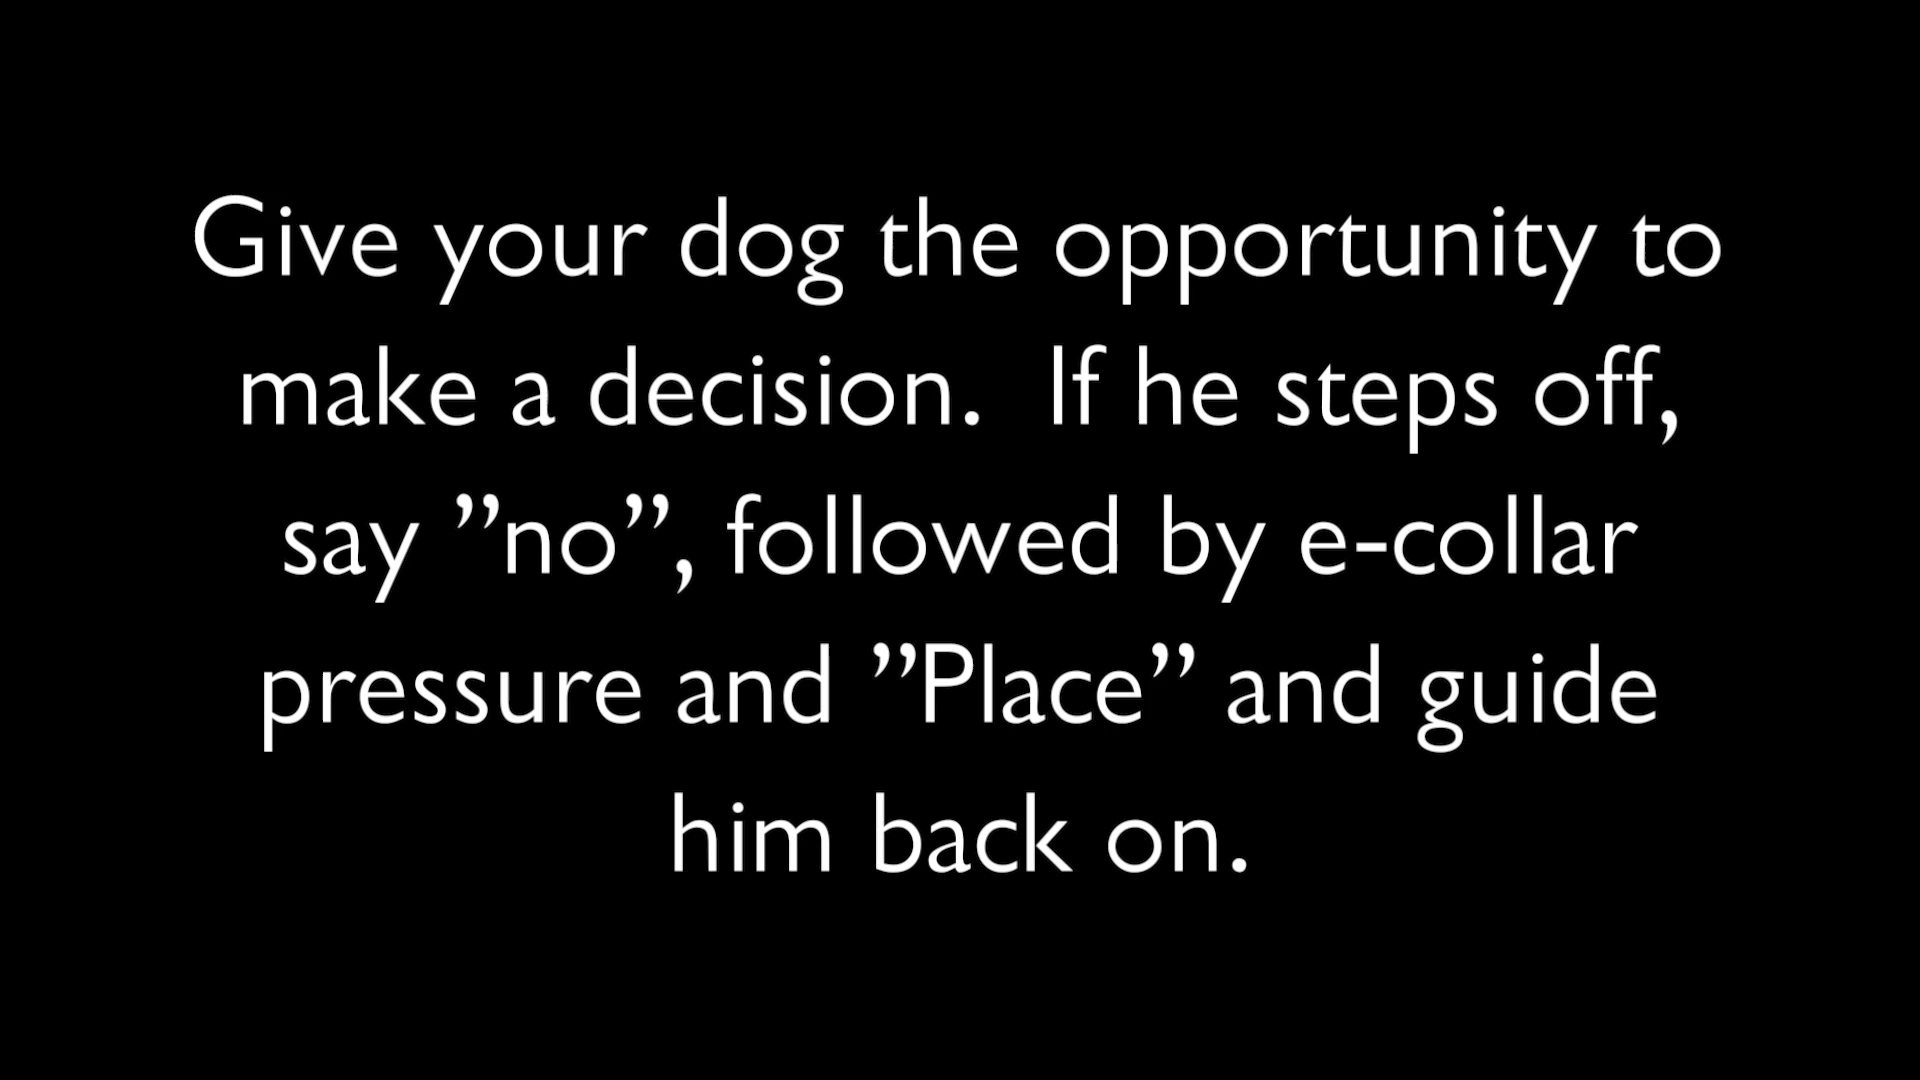 Give your dog the opportunity to
make a decision.  If he steps off,
say ”no”, followed by e-collar
pressure and ”Place” and guide
him back on.